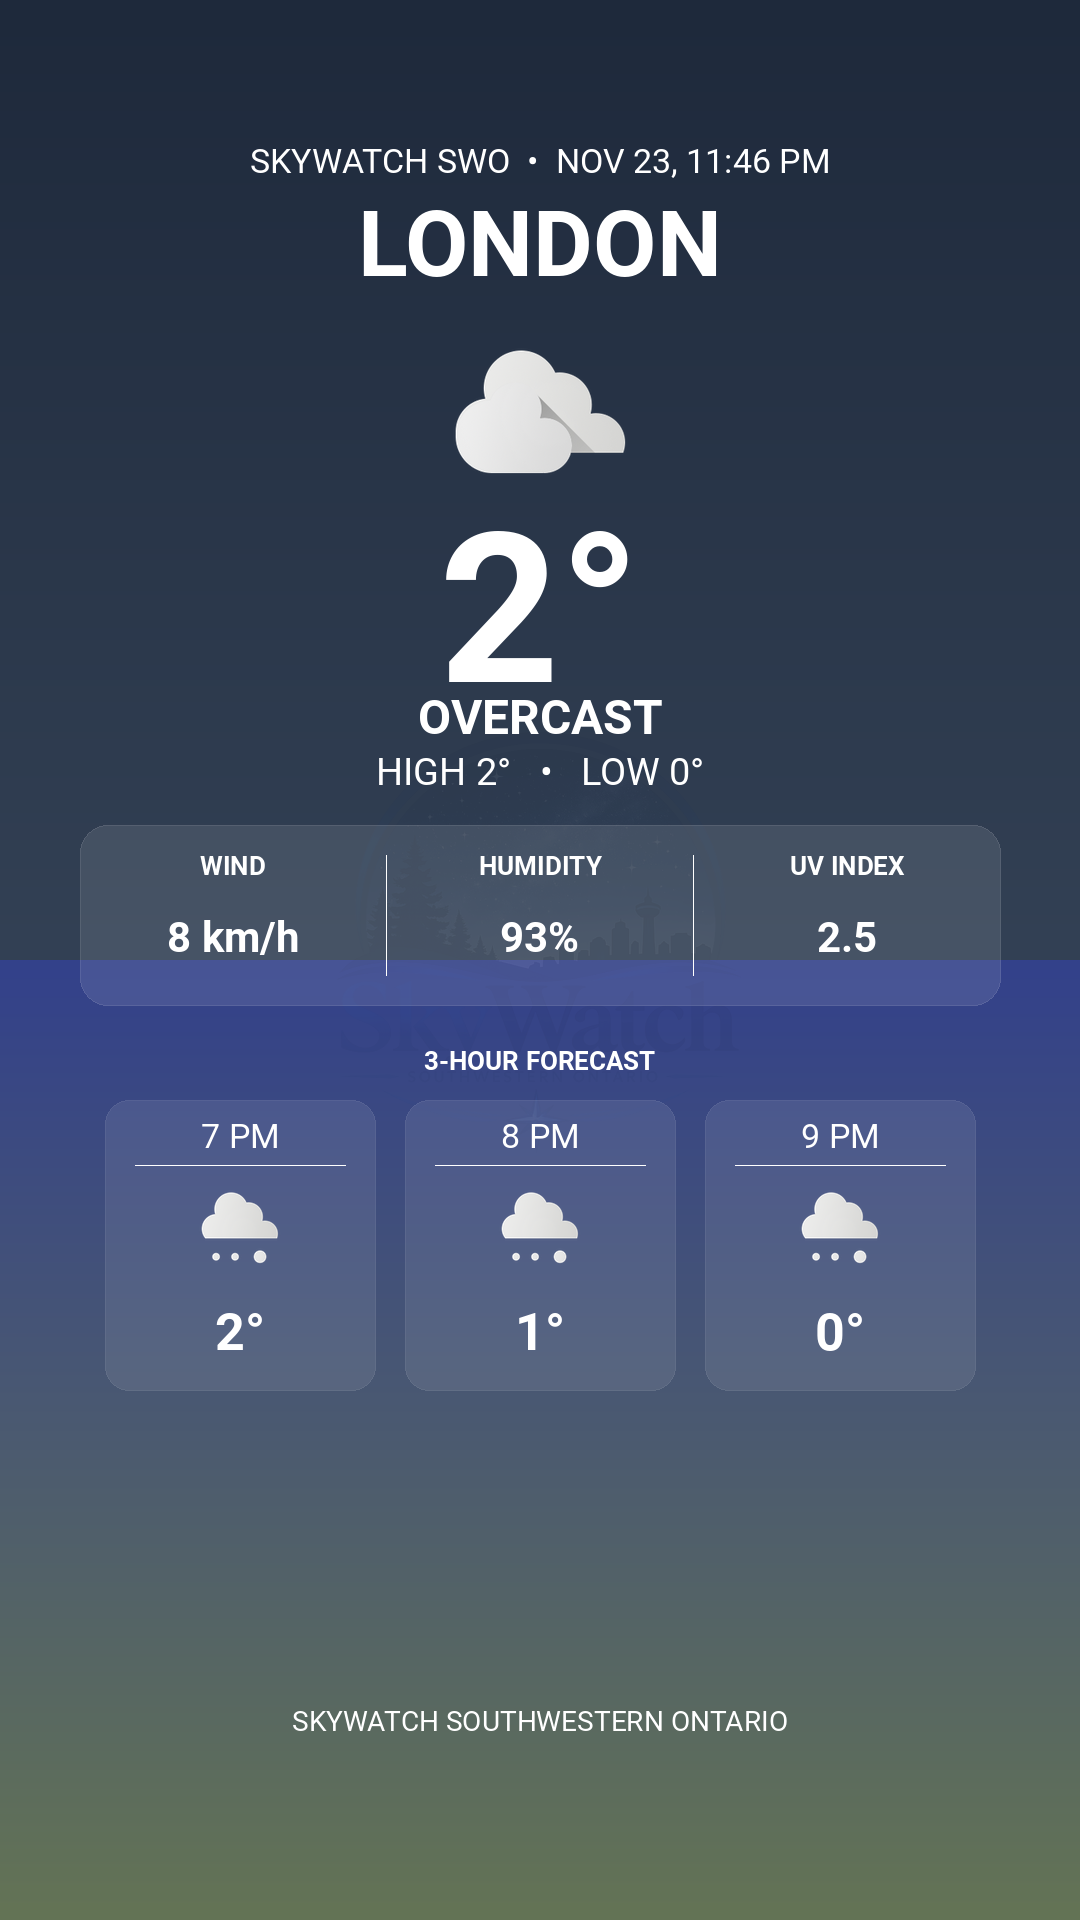 SKYWATCH SWO • NOV 23, 11:46 PM
LONDON
2°
OVERCAST
HIGH 2° • LOW 0°
WIND HUMIDITY UV INDEX
8 km/h 93% 2.5
SkyWatch
3-HOUR FORECAST
7 PM 8 PM 9 PM
2° 1° 0°
SKYWATCH SOUTHWESTERN ONTARIO